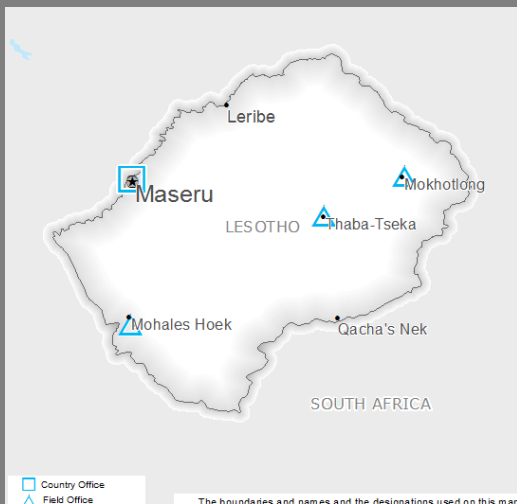 Leribe
Maseru
Mokhotlong
LESOTHO
Thaba-Tseka
Mohales Hoek
Qacha's Nek
SOUTH AFRICA
Country Office
Field Office
The boundaries and names and the designations used on this map